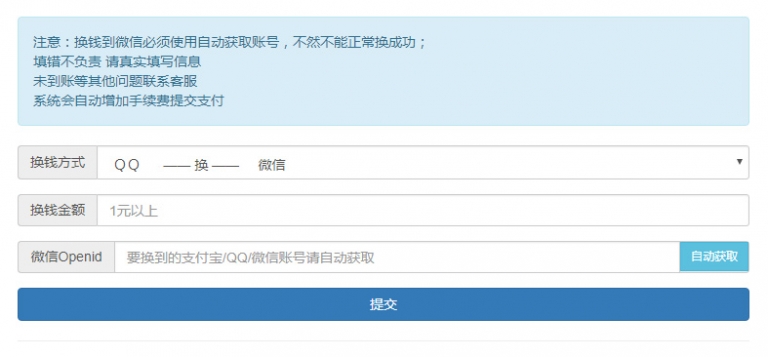 注意：换钱到微信必须使用自动获取账号，不然不能正常换成功；
填错不负责 请真实填写信息
未到账等其他问题联系客服
系统会自动增加手续费提交支付
换钱方式 QQ —— 换 —— 微信
换钱金额 1元以上
微信Openid 要换到的支付宝/QQ/微信账号请自动获取 自动获取
提交